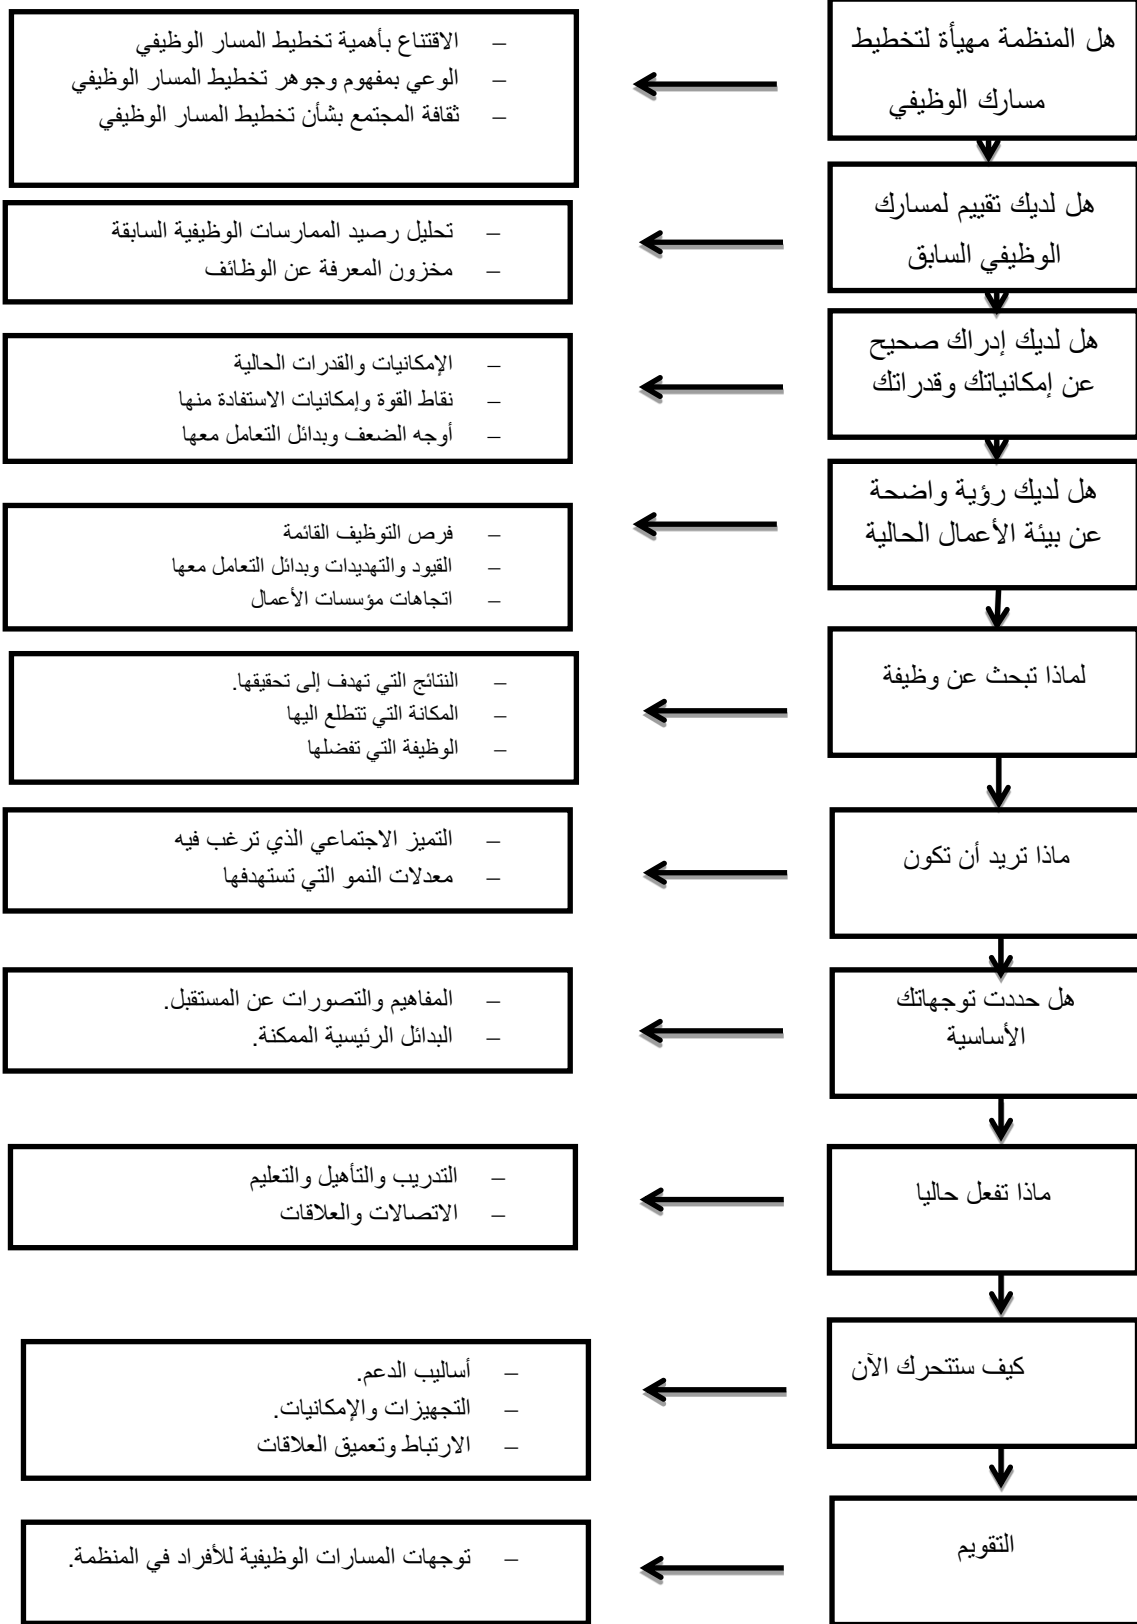 هل المنظمة مهيأة لتخطيط
مسارك الوظيفي
– الاقتناع بأهمية تخطيط المسار الوظيفي
– الوعي بمفهوم وجوهر تخطيط المسار الوظيفي
– ثقافة المجتمع بشأن تخطيط المسار الوظيفي
هل لديك تقييم لمسارك
الوظيفي السابق
– تحليل رصيد الممارسات الوظيفية السابقة
– مخزون المعرفة عن الوظائف
هل لديك إدراك صحيح
عن إمكانياتك وقدراتك
– الإمكانيات والقدرات الحالية
– نقاط القوة وإمكانيات الاستفادة منها
– أوجه الضعف وبدائل التعامل معها
هل لديك رؤية واضحة
عن بيئة الأعمال الحالية
– فرص التوظيف القائمة
– القيود والتهديدات وبدائل التعامل معها
– اتجاهات مؤسسات الأعمال
لماذا تبحث عن وظيفة
– النتائج التي تهدف إلى تحقيقها.
– المكانة التي تتطلع اليها
– الوظيفة التي تفضلها
ماذا تريد أن تكون
– التميز الاجتماعي الذي ترغب فيه
– معدلات النمو التي تستهدفها
هل حددت توجهاتك
الأساسية
– المفاهيم والتصورات عن المستقبل.
– البدائل الرئيسية الممكنة.
ماذا تفعل حاليا
– التدريب والتأهيل والتعليم
– الاتصالات والعلاقات
كيف ستتحرك الآن
– أساليب الدعم.
– التجهيزات والإمكانيات.
– الارتباط وتعميق العلاقات
التقويم
– توجهات المسارات الوظيفية للأفراد في المنظمة.